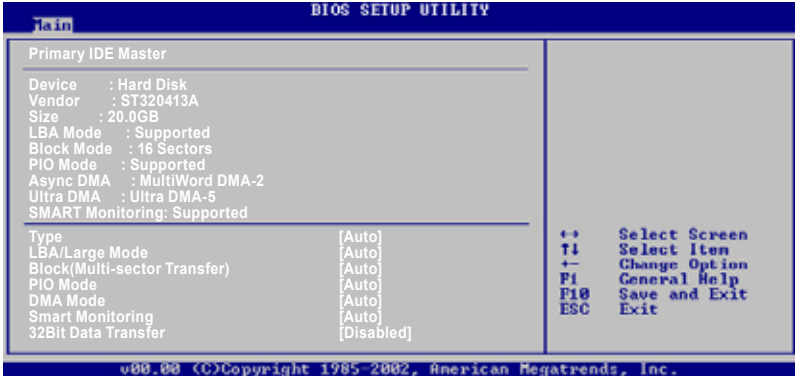 BIOS SETUP UTILITY
Main
Primary IDE Master
Device : Hard Disk
Vendor : ST320413A
Size : 20.0GB
LBA Mode : Supported
Block Mode : 16 Sectors
PIO Mode : Supported
Async DMA : MultiWord DMA-2
Ultra DMA : Ultra DMA-5
SMART Monitoring: Supported
Type [Auto]
LBA/Large Mode [Auto]
Block(Multi-sector Transfer) [Auto]
PIO Mode [Auto]
DMA Mode [Auto]
Smart Monitoring [Auto]
32Bit Data Transfer [Disabled]
↔ Select Screen
↑↓ Select Item
+- Change Option
F1 General Help
F10 Save and Exit
ESC Exit
v00.00 (C)Copyright 1985-2002, American Megatrends, Inc.